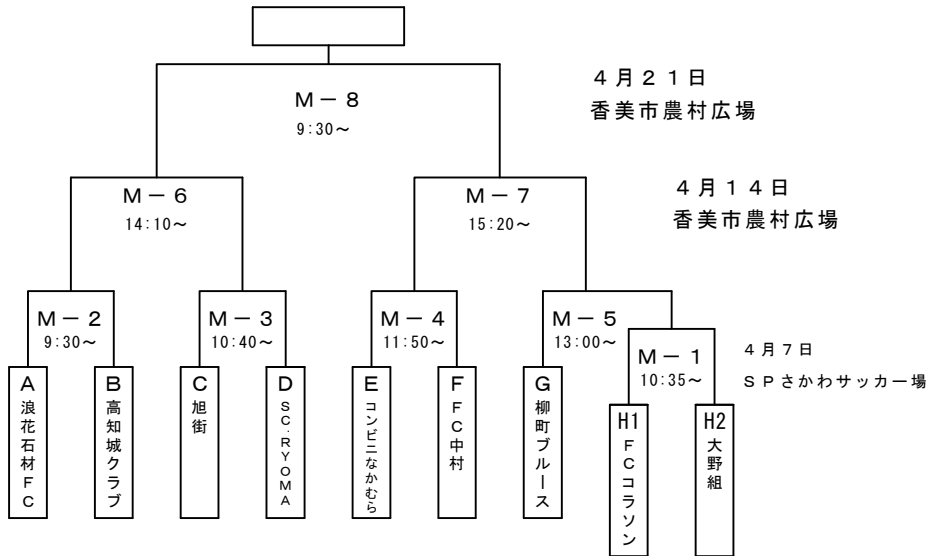 ４月２１日
M－８
香美市農村広場
9:30～
M－６
M－７
４月１４日
14:10～
15:20～
香美市農村広場
M－２
M－３
M－４
M－５
9:30～
10:40～
11:50～
13:00～
M－１
４月７日
10:35～
ＳＰさかわサッカー場
A
浪花石材ＦＣ
B
高知城クラブ
C
旭街
D
SC.RYOMA
E
コンビニなかむら
F
ＦＣ中村
G
柳町ブルース
H1
ＦＣコラソン
H2
大野組